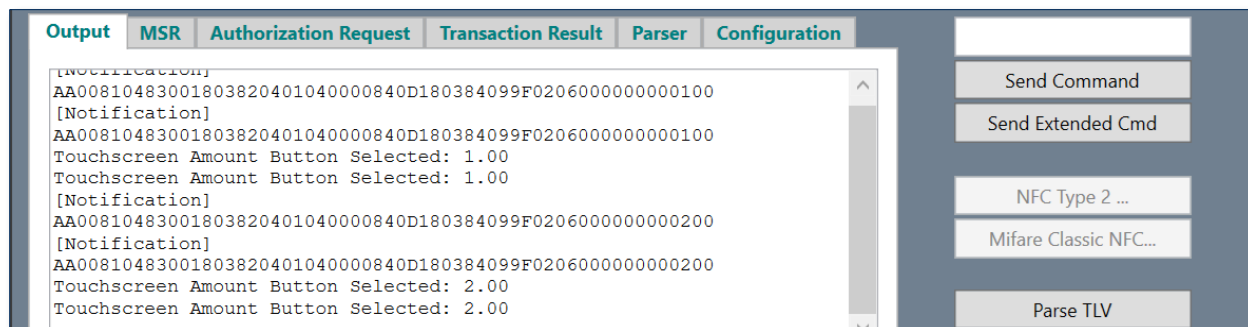 Output MSR Authorization Request Transaction Result Parser Configuration
[Notification]
AA00810483001803820401040000840D180384099F0206000000000100
[Notification]
AA00810483001803820401040000840D180384099F0206000000000100
Touchscreen Amount Button Selected: 1.00
Touchscreen Amount Button Selected: 1.00
[Notification]
AA00810483001803820401040000840D180384099F0206000000000200
[Notification]
AA00810483001803820401040000840D180384099F0206000000000200
Touchscreen Amount Button Selected: 2.00
Touchscreen Amount Button Selected: 2.00
Send Command
Send Extended Cmd
NFC Type 2 ...
Mifare Classic NFC...
Parse TLV